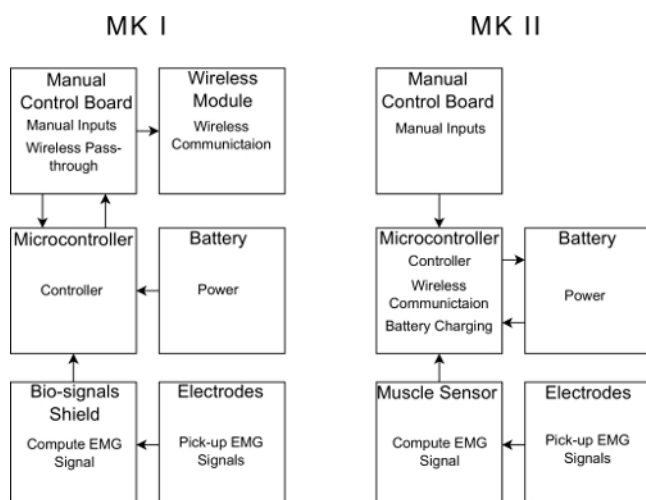 MK I
Manual
Control Board
Manual Inputs
Wireless Pass-
through
Wireless
Module
Wireless
Communictaion
Microcontroller
Controller
Battery
Power
Bio-signals
Shield
Compute EMG
Signal
Electrodes
Pick-up EMG
Signals
MK II
Manual
Control Board
Manual Inputs
Microcontroller
Controller
Wireless
Communictaion
Battery Charging
Battery
Power
Muscle Sensor
Compute EMG
Signal
Electrodes
Pick-up EMG
Signals